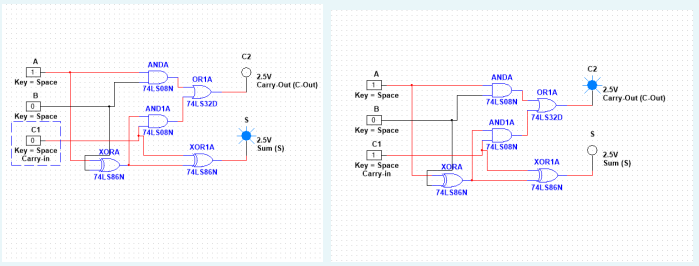 A
1
Key = Space
B
0
Key = Space
C1
0
Key = Space
Carry-in
ANDA
74LS08N
AND1A
74LS08N
XORA
74LS86N
OR1A
74LS32D
XOR1A
74LS86N
C2
2.5V
Carry-Out (C-Out)
S
2.5V
Sum (S)
A
1
Key = Space
B
0
Key = Space
C1
1
Key = Space
Carry-in
ANDA
74LS08N
AND1A
74LS08N
XORA
74LS86N
OR1A
74LS32D
XOR1A
74LS86N
C2
2.5V
Carry-Out (C-Out)
S
2.5V
Sum (S)